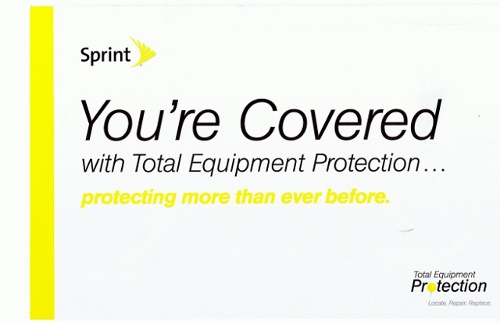 Sprint
You're Covered
with Total Equipment Protection...
protecting more than ever before.
Total Equipment
Protection
Locate. Repair. Replace.